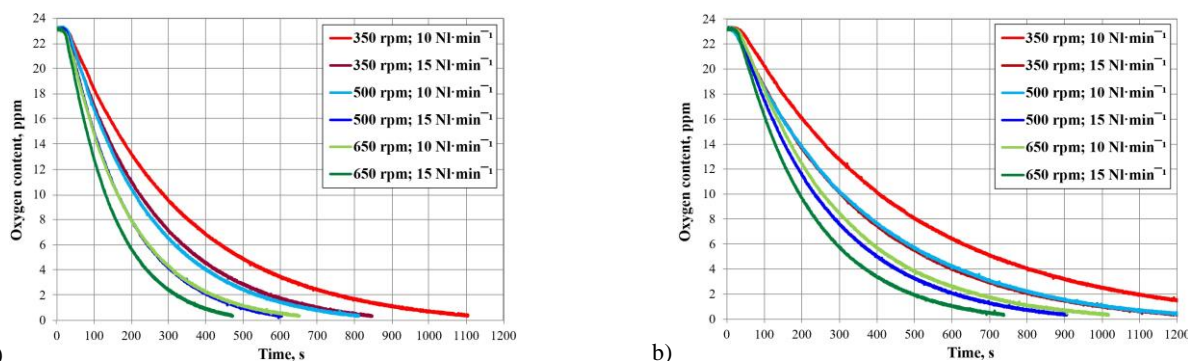 24
22
20
18
16
14
12
10
8
6
4
2
0
Oxygen content, ppm
350 rpm; 10 Nl·min¯¹
350 rpm; 15 Nl·min¯¹
500 rpm; 10 Nl·min¯¹
500 rpm; 15 Nl·min¯¹
650 rpm; 10 Nl·min¯¹
650 rpm; 15 Nl·min¯¹
0 100 200 300 400 500 600 700 800 900 1000 1100 1200
Time, s
)
24
22
20
18
16
14
12
10
8
6
4
2
0
Oxygen content, ppm
350 rpm; 10 Nl·min¯¹
350 rpm; 15 Nl·min¯¹
500 rpm; 10 Nl·min¯¹
500 rpm; 15 Nl·min¯¹
650 rpm; 10 Nl·min¯¹
650 rpm; 15 Nl·min¯¹
0 100 200 300 400 500 600 700 800 900 1000 1100 1200
Time, s
b)